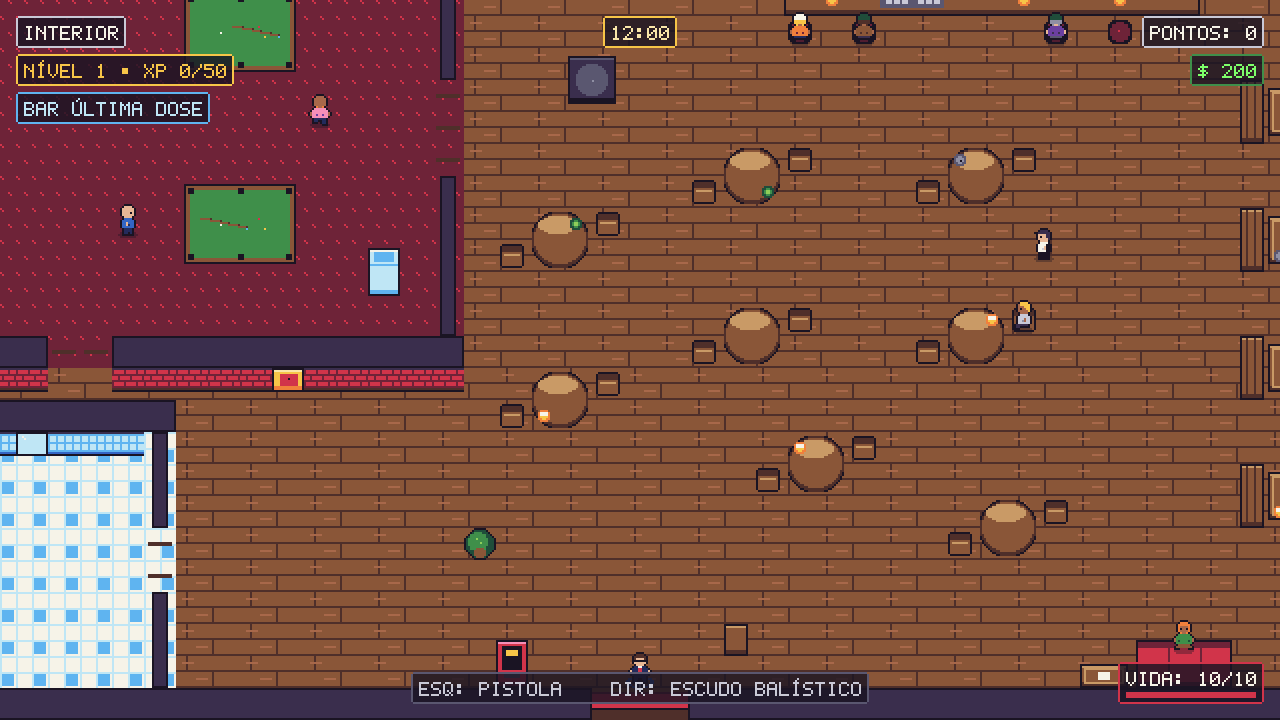 INTERIOR
12:00
PONTOS: 0
NÍVEL 1 ▪ XP 0/50
$ 200
BAR ÚLTIMA DOSE
ESQ: PISTOLA DIR: ESCUDO BALÍSTICO
VIDA: 10/10